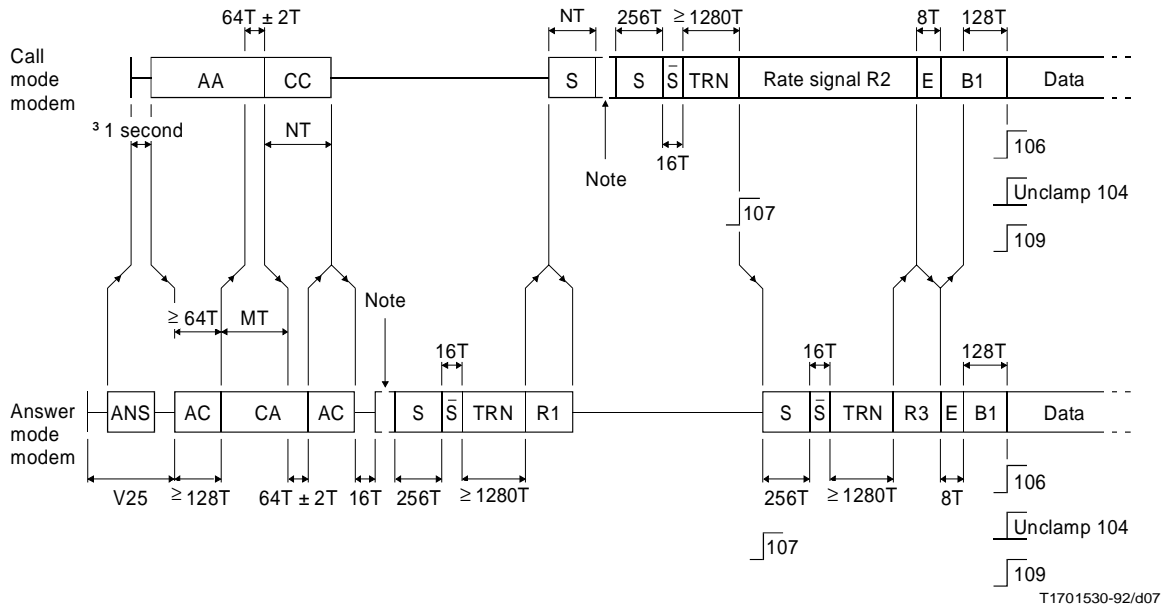 64T ± 2T
NT
256T
≥ 1280T
8T
128T
Call
mode
modem
AA
CC
S
S
S̄
TRN
Rate signal R2
E
B1
Data
³ 1 second
NT
16T
Note
106
Unclamp 104
107
109
≥ 64T
MT
Note
16T
16T
128T
Answer
mode
modem
ANS
AC
CA
AC
S
S̄
TRN
R1
S
S̄
TRN
R3
E
B1
Data
V25
≥ 128T
64T ± 2T
16T
256T
≥ 1280T
256T
≥ 1280T
8T
106
107
Unclamp 104
109
T1701530-92/d07